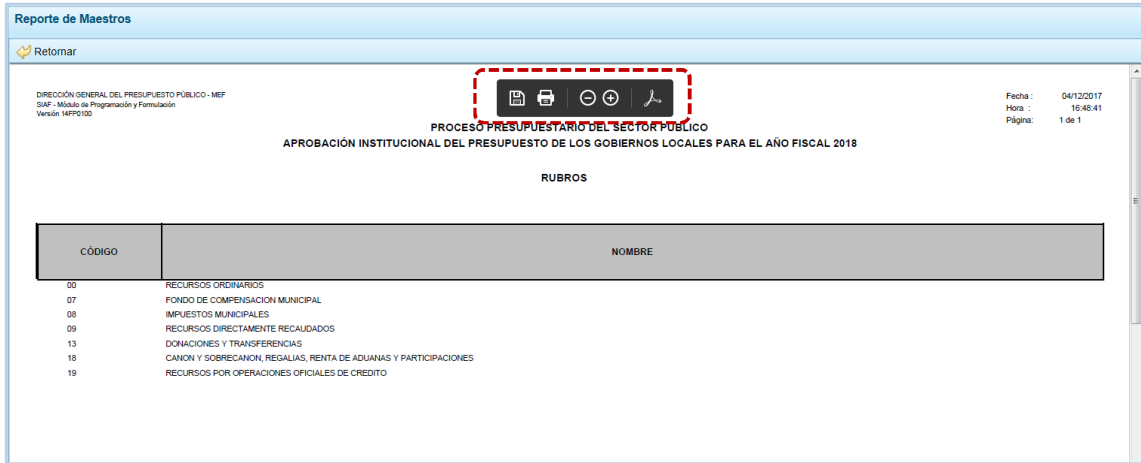 Reporte de Maestros
Retornar
DIRECCIÓN GENERAL DEL PRESUPUESTO PÚBLICO - MEF
SIAF - Módulo de Programación y Formulación
Versión 14FP0100
Fecha : 04/12/2017
Hora : 16:48:41
Página: 1 de 1
PROCESO PRESUPUESTARIO DEL SECTOR PÚBLICO
APROBACIÓN INSTITUCIONAL DEL PRESUPUESTO DE LOS GOBIERNOS LOCALES PARA EL AÑO FISCAL 2018
RUBROS
CÓDIGO NOMBRE
00 RECURSOS ORDINARIOS
07 FONDO DE COMPENSACION MUNICIPAL
08 IMPUESTOS MUNICIPALES
09 RECURSOS DIRECTAMENTE RECAUDADOS
13 DONACIONES Y TRANSFERENCIAS
18 CANON Y SOBRECANON, REGALIAS, RENTA DE ADUANAS Y PARTICIPACIONES
19 RECURSOS POR OPERACIONES OFICIALES DE CREDITO